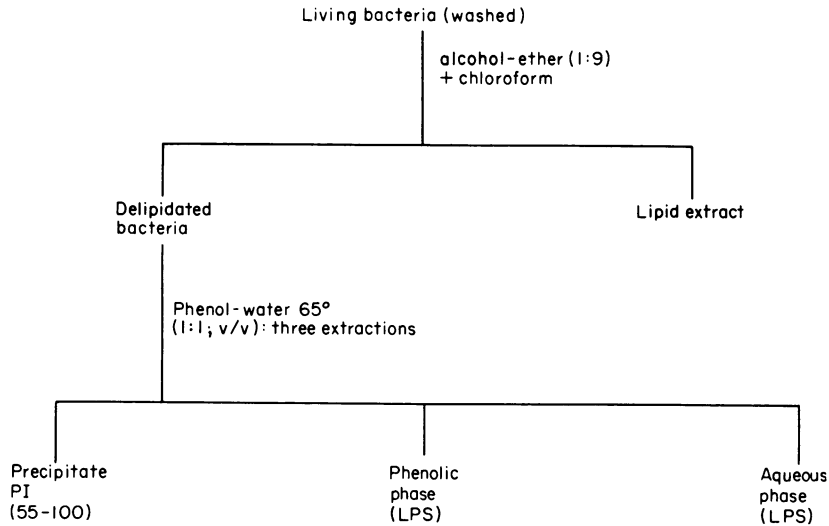 Living bacteria (washed)
alcohol-ether (1:9)
+ chloroform
Delipidated
bacteria
Lipid extract
Phenol-water 65°
(1:1; v/v): three extractions
Precipitate
PI
(55-100)
Phenolic
phase
(LPS)
Aqueous
phase
(LPS)